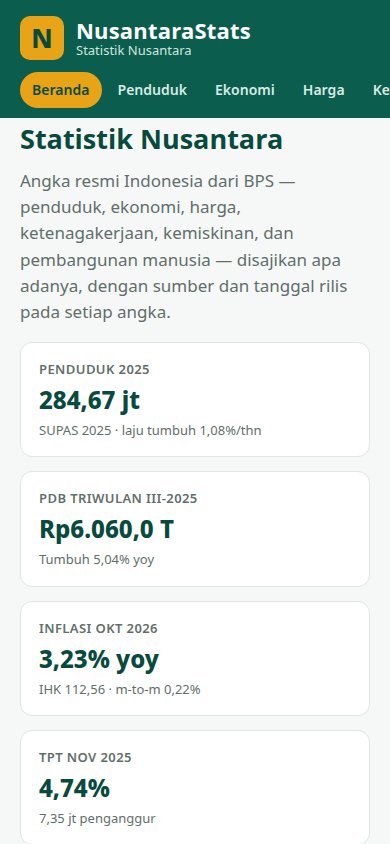 N
NusantaraStats
Statistik Nusantara
Beranda Penduduk Ekonomi Harga Ke
Statistik Nusantara
Angka resmi Indonesia dari BPS —
penduduk, ekonomi, harga,
ketenagakerjaan, kemiskinan, dan
pembangunan manusia — disajikan apa
adanya, dengan sumber dan tanggal rilis
pada setiap angka.
PENDUDUK 2025
284,67 jt
SUPAS 2025 · laju tumbuh 1,08%/thn
PDB TRIWULAN III-2025
Rp6.060,0 T
Tumbuh 5,04% yoy
INFLASI OKT 2026
3,23% yoy
IHK 112,56 · m-to-m 0,22%
TPT NOV 2025
4,74%
7,35 jt penganggur